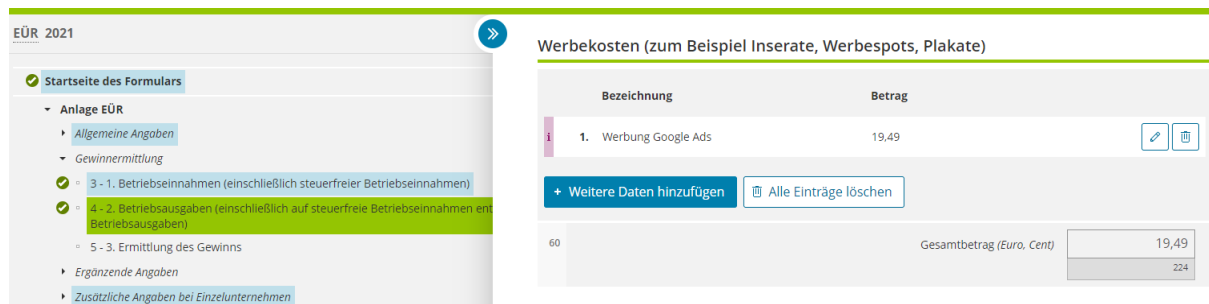 EÜR 2021
Startseite des Formulars
Anlage EÜR
Allgemeine Angaben
Gewinnermittlung
3 - 1. Betriebseinnahmen (einschließlich steuerfreier Betriebseinnahmen)
4 - 2. Betriebsausgaben (einschließlich auf steuerfreie Betriebseinnahmen ent
Betriebsausgaben)
5 - 3. Ermittlung des Gewinns
Ergänzende Angaben
Zusätzliche Angaben bei Einzelunternehmen
Werbekosten (zum Beispiel Inserate, Werbespots, Plakate)
Bezeichnung Betrag
i 1. Werbung Google Ads 19,49
+ Weitere Daten hinzufügen Alle Einträge löschen
60 Gesamtbetrag (Euro, Cent) 19,49
224